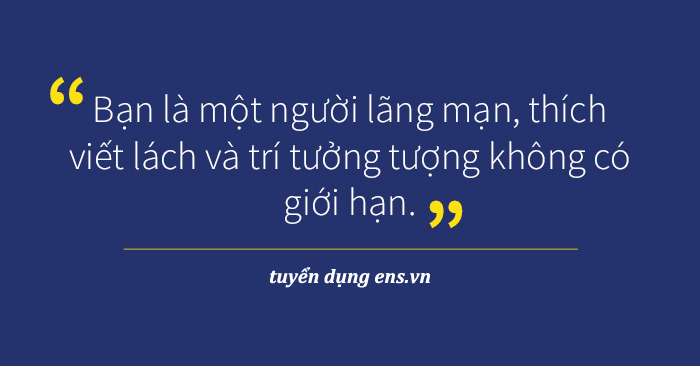 “Bạn là một người lãng mạn, thích
viết lách và trí tưởng tượng không có
giới hạn.”
tuyển dụng ens.vn